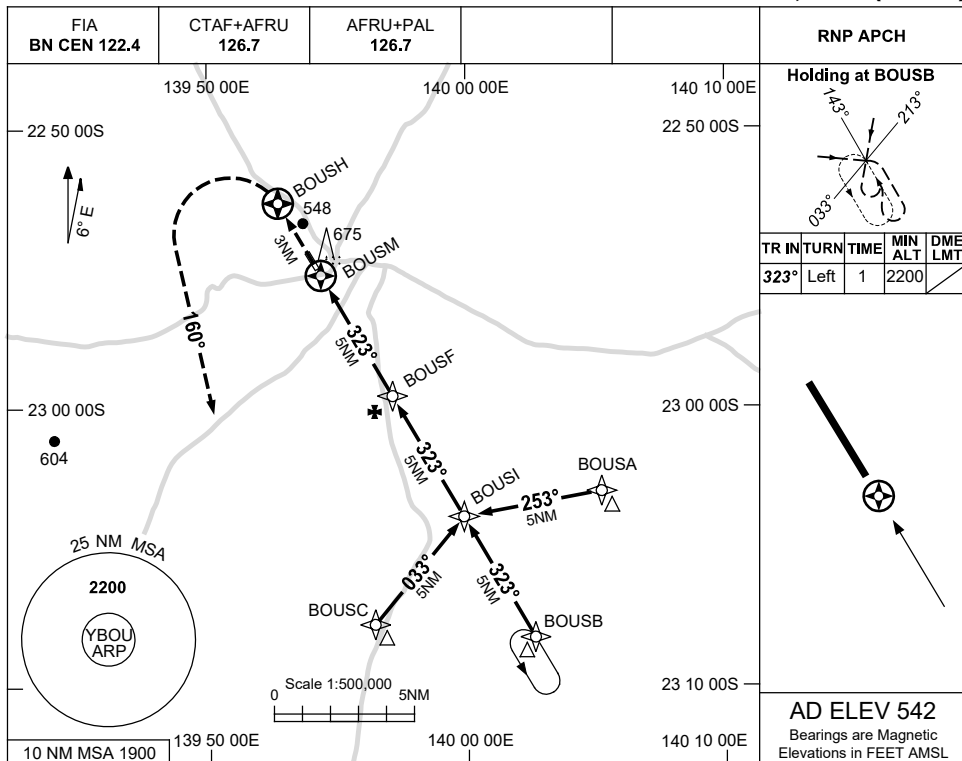 FIA
BN CEN 122.4
CTAF+AFRU
126.7
AFRU+PAL
126.7
RNP APCH
139 50 00E
140 00 00E
140 10 00E
22 50 00S
22 50 00S
6° E
BOUSH
548
675
3NM
BOUSM
160°
323°
5NM
BOUSF
23 00 00S
23 00 00S
604
323°
5NM
BOUSI
BOUSA
253°
5NM
033°
5NM
323°
5NM
BOUSC
BOUSB
25 NM MSA
2200
YBOU
ARP
Scale 1:500,000
0
5NM
23 10 00S
139 50 00E
140 00 00E
140 10 00E
10 NM MSA 1900
Holding at BOUSB
143°
213°
033°
TR IN TURN TIME MIN ALT DME LMT
323° Left 1 2200
AD ELEV 542
Bearings are Magnetic
Elevations in FEET AMSL